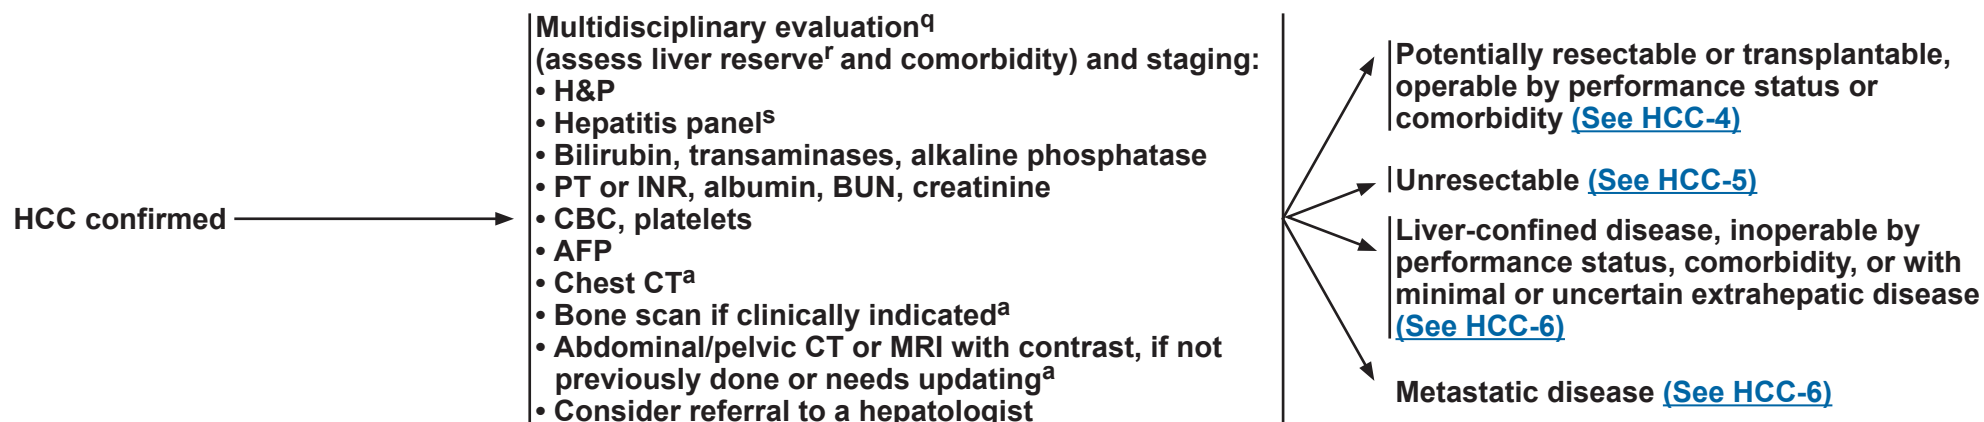 HCC confirmed
Multidisciplinary evaluationq
(assess liver reserver and comorbidity) and staging:
• H&P
• Hepatitis panels
• Bilirubin, transaminases, alkaline phosphatase
• PT or INR, albumin, BUN, creatinine
• CBC, platelets
• AFP
• Chest CTa
• Bone scan if clinically indicateda
• Abdominal/pelvic CT or MRI with contrast, if not
previously done or needs updatinga
• Consider referral to a hepatologist
Potentially resectable or transplantable,
operable by performance status or
comorbidity (See HCC-4)
Unresectable (See HCC-5)
Liver-confined disease, inoperable by
performance status, comorbidity, or with
minimal or uncertain extrahepatic disease
(See HCC-6)
Metastatic disease (See HCC-6)